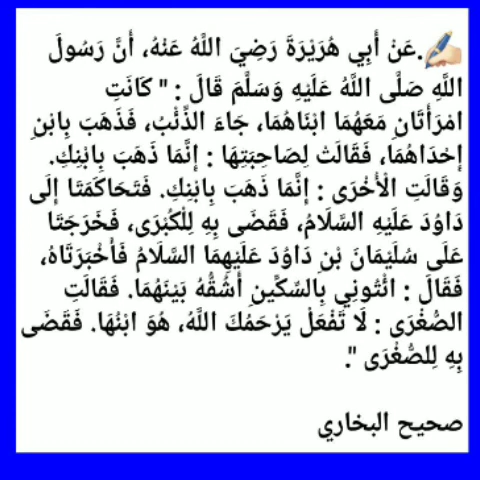 ✍️.عَنْ أَبِي هُرَيْرَةَ رَضِيَ اللَّهُ عَنْهُ، أَنَّ رَسُولَ
اللَّهِ صَلَّى اللَّهُ عَلَيْهِ وَسَلَّمَ قَالَ : " كَانَتِ
امْرَأَتَانِ مَعَهُمَا ابْنَاهُمَا، جَاءَ الذِّئْبُ، فَذَهَبَ بِابْنِ
إِحْدَاهُمَا، فَقَالَتْ لِصَاحِبَتِهَا : إِنَّمَا ذَهَبَ بِابْنِكِ.
وَقَالَتِ الْأُخْرَى : إِنَّمَا ذَهَبَ بِابْنِكِ. فَتَحَاكَمَتَا إِلَى
دَاوُدَ عَلَيْهِ السَّلَامُ، فَقَضَى بِهِ لِلْكُبْرَى، فَخَرَجَتَا
عَلَى سُلَيْمَانَ بْنِ دَاوُدَ عَلَيْهِمَا السَّلَامُ فَأَخْبَرَتَاهُ،
فَقَالَ : ائْتُونِي بِالسِّكِّينِ أَشُقُّهُ بَيْنَهُمَا. فَقَالَتِ
الصُّغْرَى : لَا تَفْعَلْ يَرْحَمُكَ اللَّهُ، هُوَ ابْنُهَا. فَقَضَى
بِهِ لِلصُّغْرَى ".
صحيح البخاري